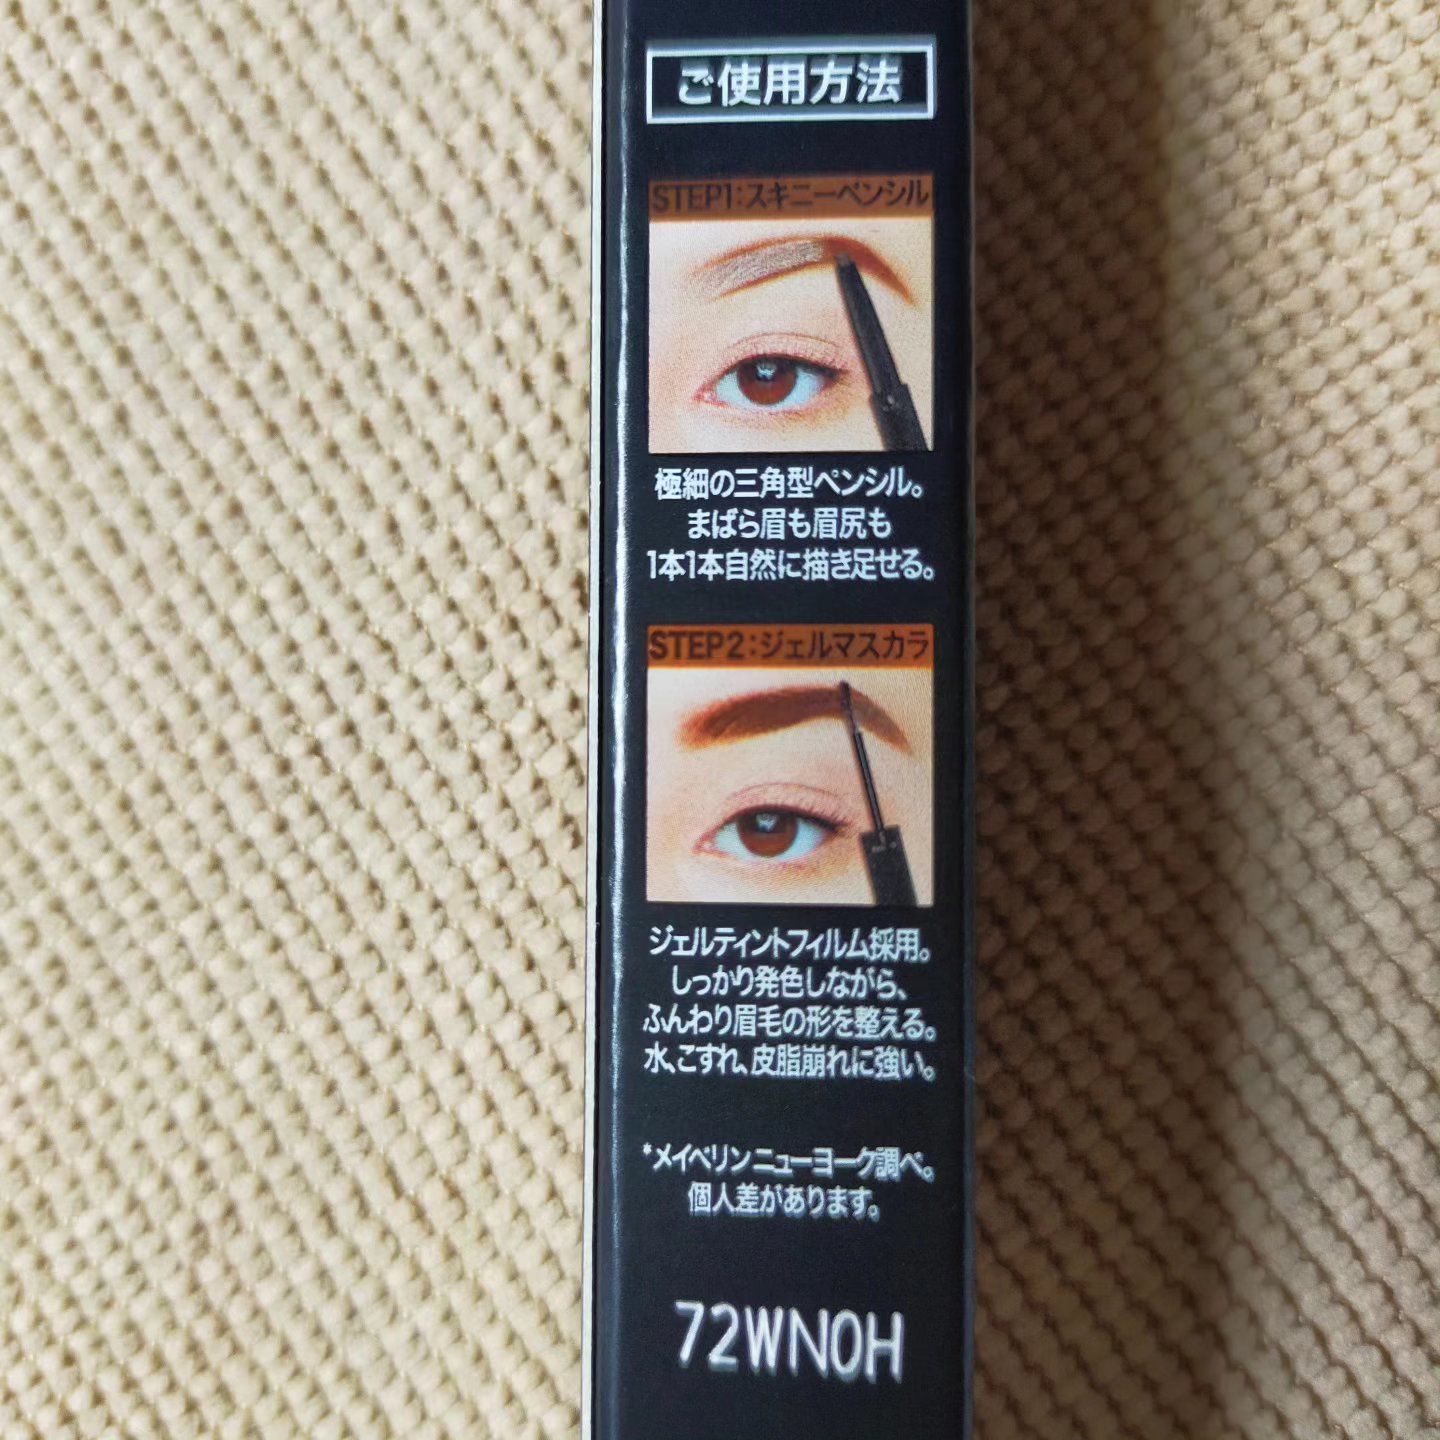 ご使用方法
STEP1:スキニーペンシル
極細の三角型ペンシル。
まばら眉も眉尻も
1本1本自然に描き足せる。
STEP2:ジェルマスカラ
ジェルティントフィルム採用。
しっかり発色しながら、
ふんわり眉毛の形を整える。
水、こすれ、皮脂崩れに強い。
*メイベリン ニューヨーク調べ。
個人差があります。
72WN0H